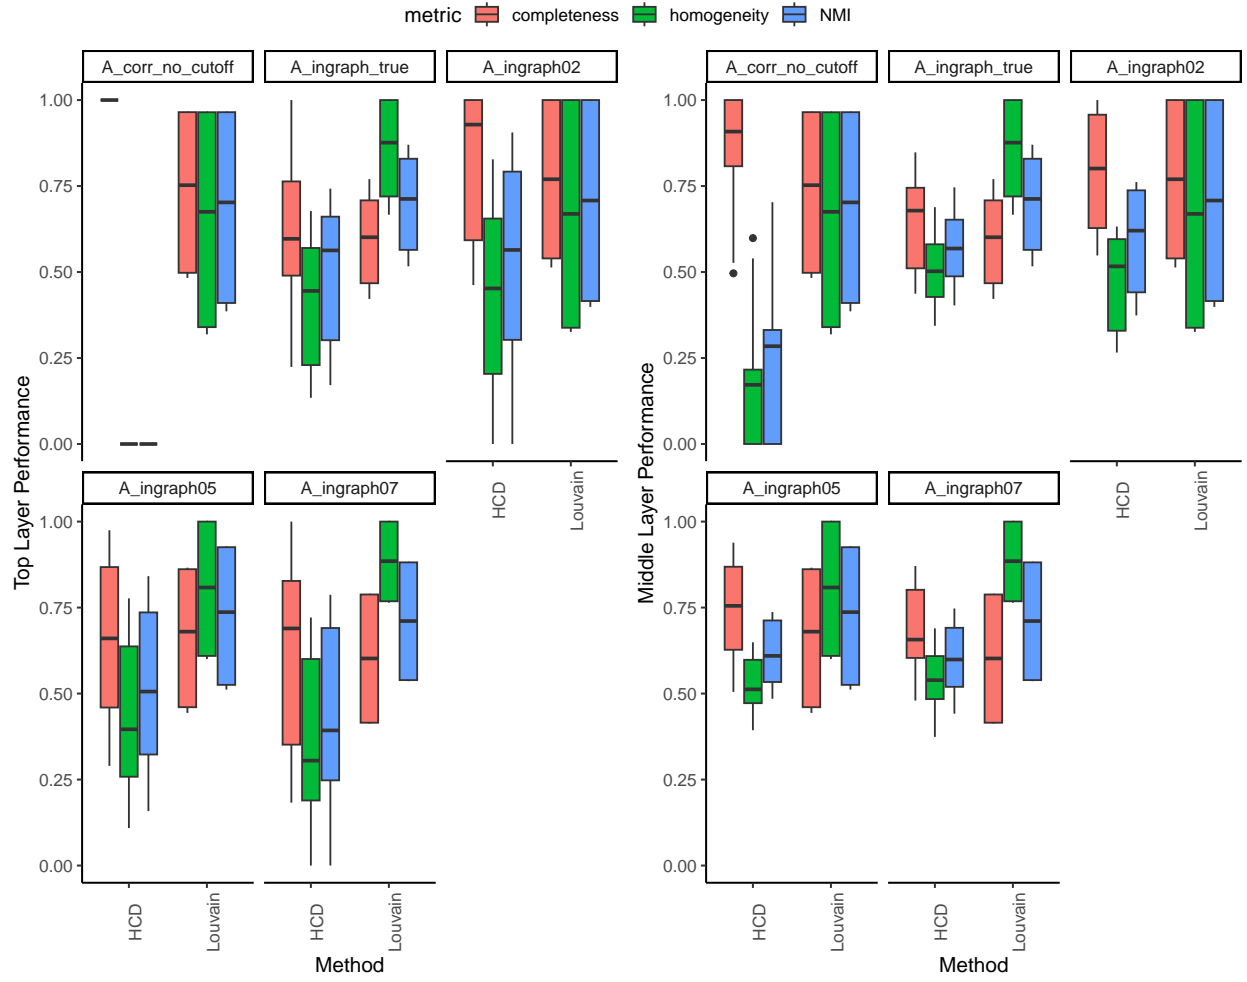 metric completeness homogeneity NMI
A_corr_no_cutoff A_ingraph_true A_ingraph02
1.00
0.75
0.50
0.25
0.00
HCD Louvain
A_ingraph05 A_ingraph07
1.00
0.75
0.50
0.25
0.00
HCD Louvain HCD Louvain
Top Layer Performance
Method
A_corr_no_cutoff A_ingraph_true A_ingraph02
1.00
0.75
0.50
0.25
0.00
HCD Louvain
A_ingraph05 A_ingraph07
1.00
0.75
0.50
0.25
0.00
HCD Louvain HCD Louvain
Middle Layer Performance
Method